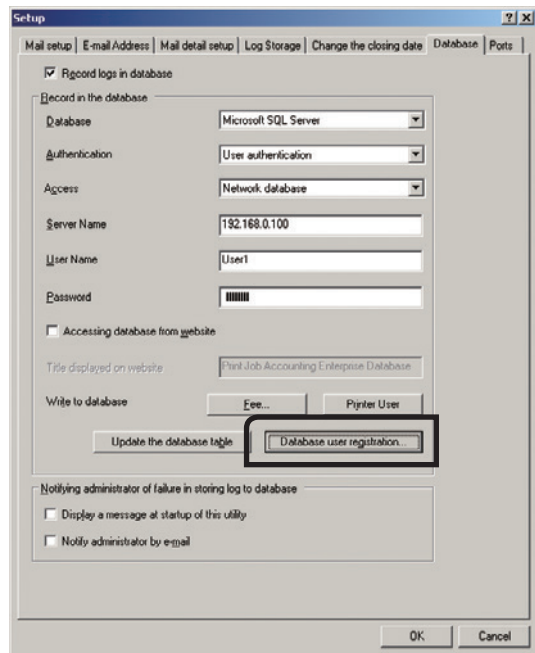 Setup
Mail setup E-mail Address Mail detail setup Log Storage Change the closing date Database Ports
Record logs in database
Record in the database
Database Microsoft SQL Server
Authentication User authentication
Access Network database
Server Name 192.168.0.100
User Name User1
Password
Accessing database from website
Title displayed on website Print Job Accounting Enterprise Database
Write to database Fee... Printer User
Update the database table Database user registration...
Notifying administrator of failure in storing log to database
Display a message at startup of this utility
Notify administrator by e-mail
OK Cancel